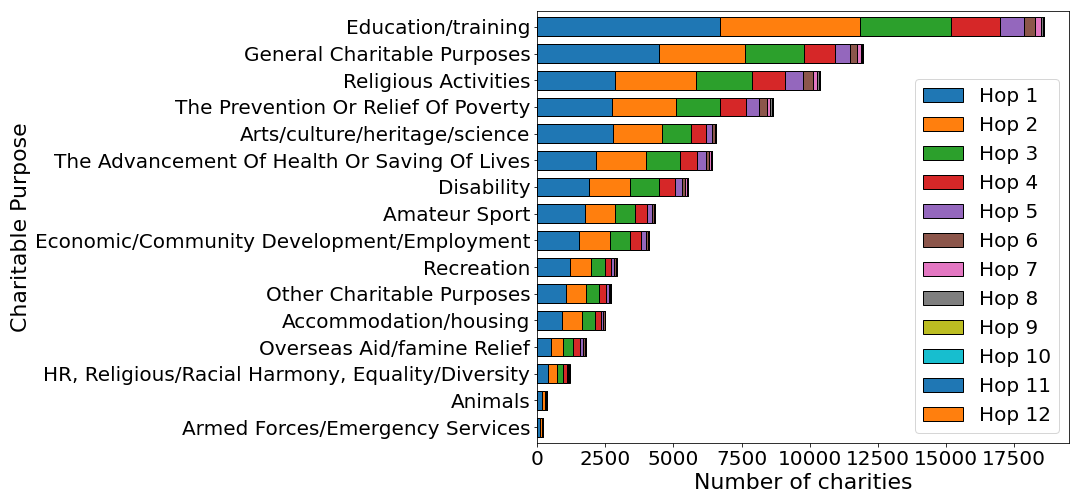 Education/training
General Charitable Purposes
Religious Activities
The Prevention Or Relief Of Poverty
Arts/culture/heritage/science
The Advancement Of Health Or Saving Of Lives
Disability
Amateur Sport
Economic/Community Development/Employment
Recreation
Other Charitable Purposes
Accommodation/housing
Overseas Aid/famine Relief
HR, Religious/Racial Harmony, Equality/Diversity
Animals
Armed Forces/Emergency Services
Charitable Purpose
Hop 1
Hop 2
Hop 3
Hop 4
Hop 5
Hop 6
Hop 7
Hop 8
Hop 9
Hop 10
Hop 11
Hop 12
0 2500 5000 7500 10000 12500 15000 17500
Number of charities